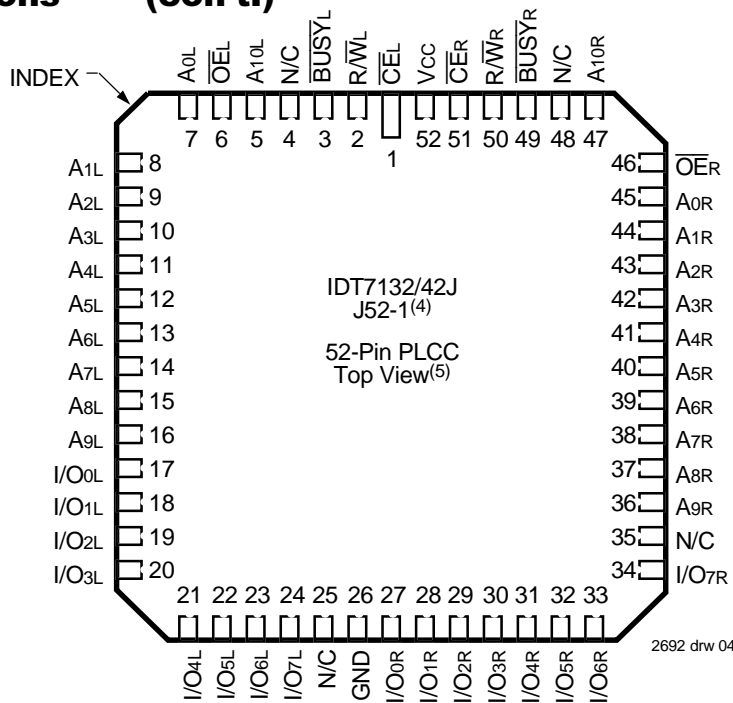 INDEX
A0L
OEL
A10L
N/C
BUSYL
R/WL
CEL
VCC
CER
R/WR
BUSYR
N/C
A10R
7 6 5 4 3 2 1 52 51 50 49 48 47
A1L 8
A2L 9
A3L 10
A4L 11
A5L 12
A6L 13
A7L 14
A8L 15
A9L 16
I/O0L 17
I/O1L 18
I/O2L 19
I/O3L 20
IDT7132/42J
J52-1(4)
52-Pin PLCC
Top View(5)
46 OER
45 A0R
44 A1R
43 A2R
42 A3R
41 A4R
40 A5R
39 A6R
38 A7R
37 A8R
36 A9R
35 N/C
34 I/O7R
21 22 23 24 25 26 27 28 29 30 31 32 33
I/O4L
I/O5L
I/O6L
I/O7L
N/C
GND
I/O0R
I/O1R
I/O2R
I/O3R
I/O4R
I/O5R
I/O6R
2692 drw 04